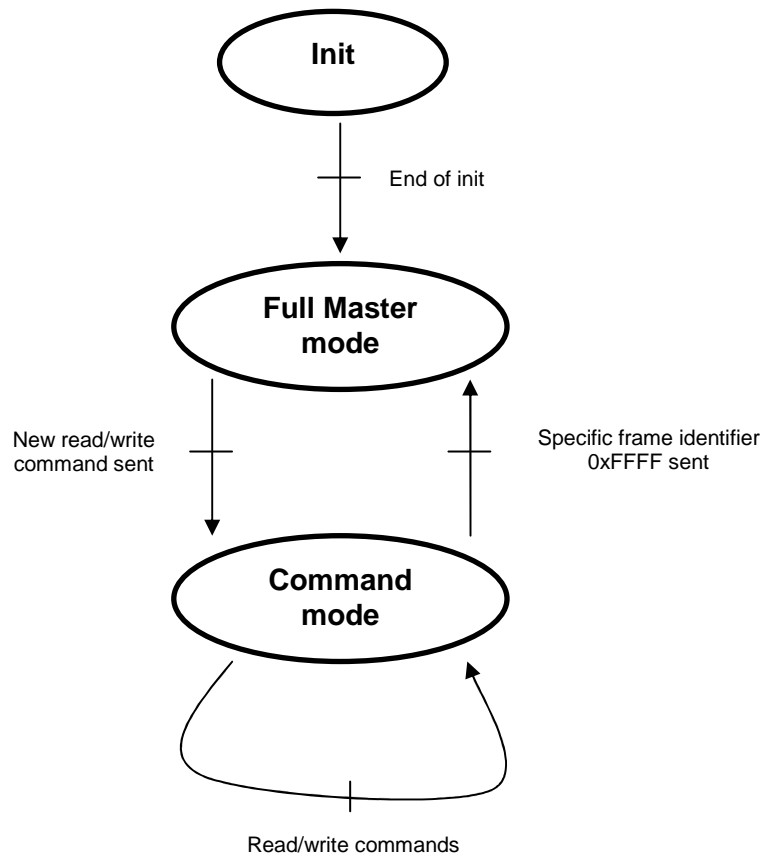 Init
End of init
Full Master
mode
New read/write
command sent
Specific frame identifier
0xFFFF sent
Command
mode
Read/write commands